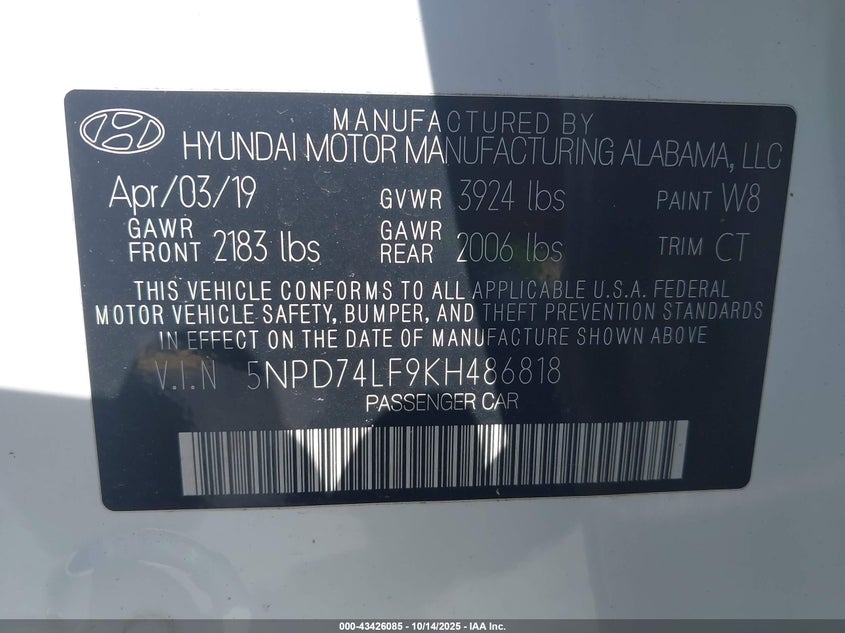 MANUFACTURED BY
HYUNDAI MOTOR MANUFACTURING ALABAMA, LLC
Apr/03/19 GVWR 3924 lbs PAINT W8
GAWR FRONT 2183 lbs GAWR REAR 2006 lbs TRIM CT
THIS VEHICLE CONFORMS TO ALL APPLICABLE U.S.A. FEDERAL
MOTOR VEHICLE SAFETY, BUMPER, AND THEFT PREVENTION STANDARDS
IN EFFECT ON THE DATE OF MANUFACTURE SHOWN ABOVE.
V.I.N 5NPD74LF9KH486818
PASSENGER CAR
000-43426085 - 10/14/2025 - IAA Inc.